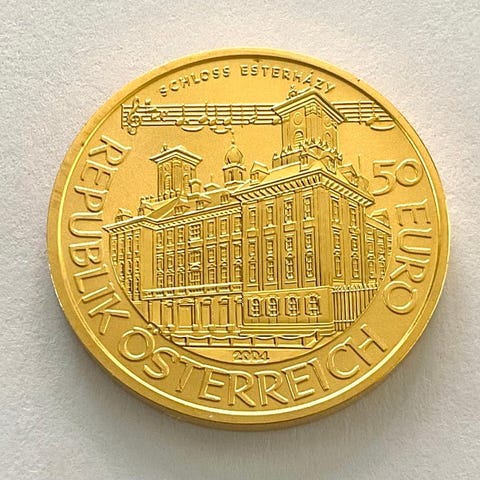 SCHLOSS ESTERHÁZY
REPUBLIK ÖSTERREICH
50 EURO
2004